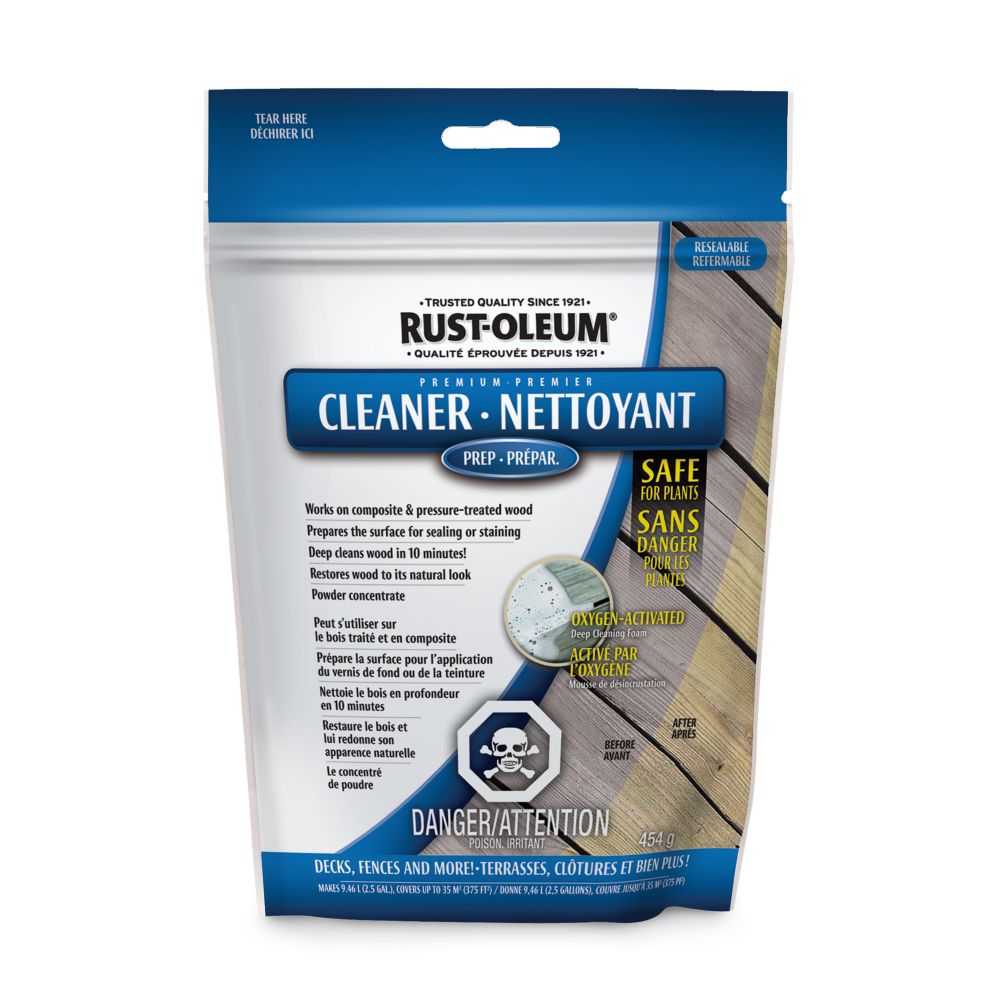 TEAR HERE
DÉCHIRER ICI
RESEALABLE
REFERMABLE
• TRUSTED QUALITY SINCE 1921 •
RUST-OLEUM®
• QUALITÉ ÉPROUVÉE DEPUIS 1921 •
PREMIUM · PREMIER
CLEANER • NETTOYANT
PREP • PRÉPAR.
SAFE
FOR PLANTS
SANS
DANGER
POUR LES
PLANTES
Works on composite & pressure-treated wood
Prepares the surface for sealing or staining
Deep cleans wood in 10 minutes!
Restores wood to its natural look
Powder concentrate
Peut s'utiliser sur
le bois traité et en composite
Prépare la surface pour l'application
du vernis de fond ou de la teinture
Nettoie le bois en profondeur
en 10 minutes
Restaure le bois et
lui redonne son
apparence naturelle
Le concentré
de poudre
OXYGEN-ACTIVATED
Deep Cleaning Foam
ACTIVÉ PAR
L'OXYGÈNE
Mousse de désincrustation
BEFORE
AVANT
AFTER
APRÈS
DANGER/ATTENTION
POISON. IRRITANT.
454 g
DECKS, FENCES AND MORE! • TERRASSES, CLÔTURES ET BIEN PLUS !
MAKES 9.46 L (2.5 GAL.), COVERS UP TO 35 M² (375 FT²) / DONNE 9,46 L (2,5 GALLONS), COUVRE JUSQU'À 35 M² (375 PI²)